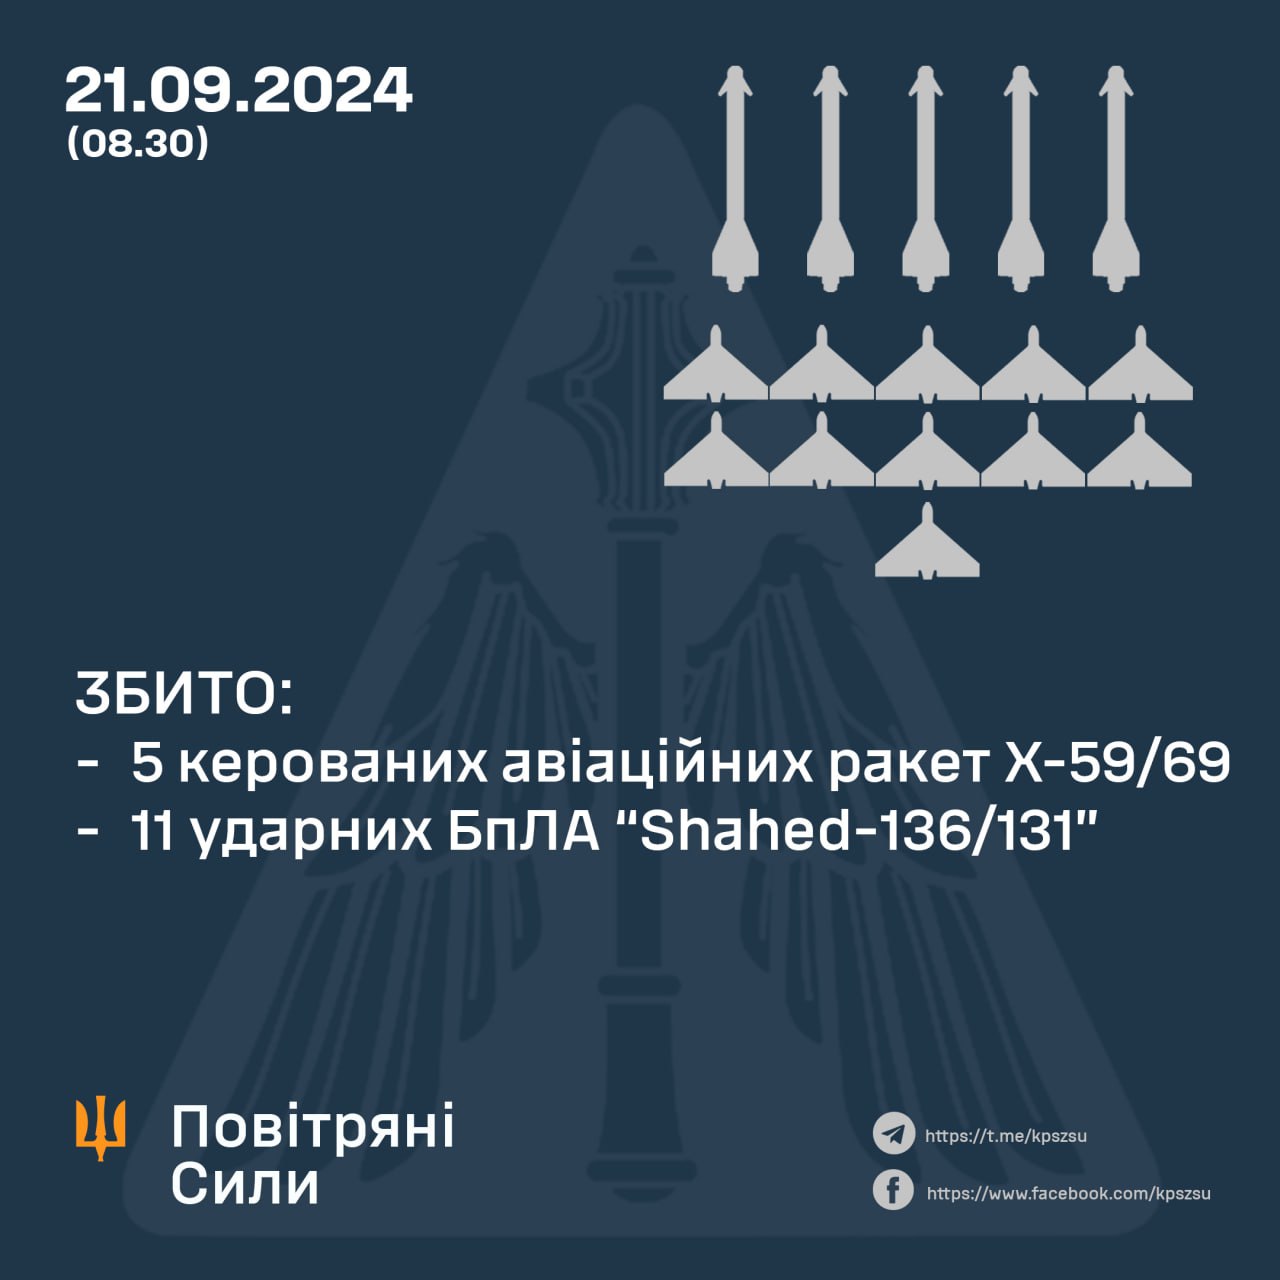 21.09.2024
(08.30)
ЗБИТО:
- 5 керованих авіаційних ракет Х-59/69
- 11 ударних БпЛА “Shahed-136/131”
Повітряні
Сили
https://t.me/kpszsu
https://www.facebook.com/kpszsu